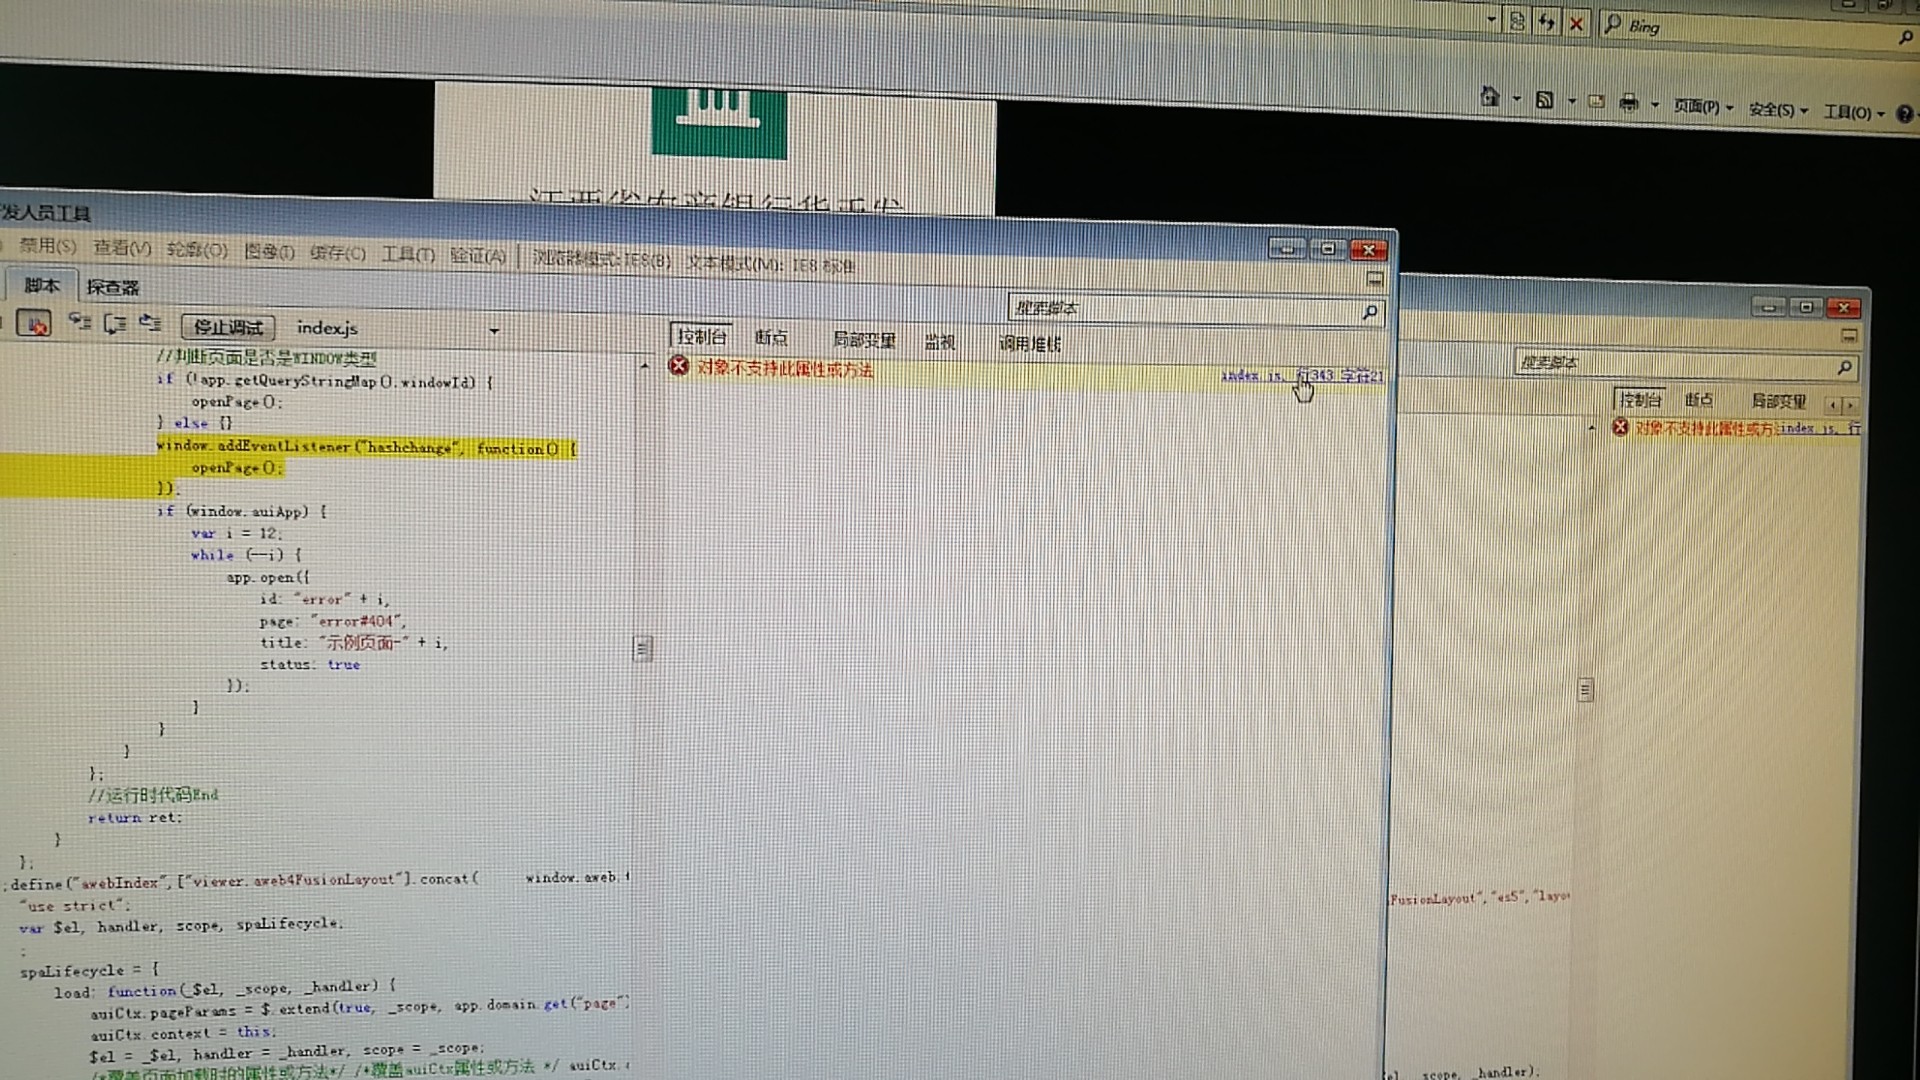 Bing
页面(P) 安全(S) 工具(O)
发人员工具
禁用(S) 查看(V) 轮廓(O) 图像(I) 缓存(C) 工具(T) 验证(A) 浏览器模式: IE8(B) 文本模式(M): IE8 标准
脚本 探查器
搜索脚本
停止调试 index.js
控制台 断点 局部变量 监视 调用堆栈
对象不支持此属性或方法 index.js, 行343 字符21
//判断页面是否是WINDOW类型
if (!app.getQueryStringMap().windowId) {
openPage();
} else {}
window.addEventListener("hashchange", function() {
openPage();
});
if (window.auiApp) {
var i = 12;
while (--i) {
app.open({
id: "error" + i,
page: "error#404",
title: "示例页面-" + i,
status: true
});
}
}
}
};
//运行时代码End
return ret;
}
};
;define("awebIndex",["viewer.aweb4FusionLayout"].concat( window.aweb.
"use strict";
var $el, handler, scope, spaLifecycle;
;
spaLifecycle = {
load: function(_$el, _scope, _handler) {
auiCtx.pageParams = $.extend(true, _scope, app.domain.get("page"
auiCtx.context = this;
$el = _$el, handler = _handler, scope = _scope;
/*覆盖页面加载时的属性或方法*/ /*覆盖auiCtx属性或方法 */ auiCtx.
搜索脚本
控制台 断点 局部变量
对象不支持此属性或方 index.js, 行
FusionLayout","es5","layo
scope, _handler);